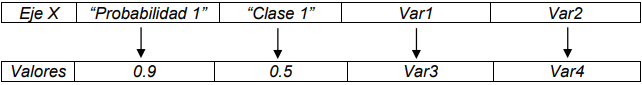 Eje X “Probabilidad 1” “Clase 1” Var1 Var2
Valores 0.9 0.5 Var3 Var4